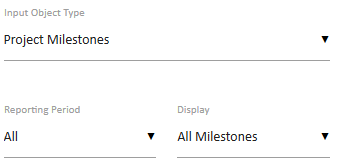 Input Object Type
Project Milestones
Reporting Period Display
All All Milestones